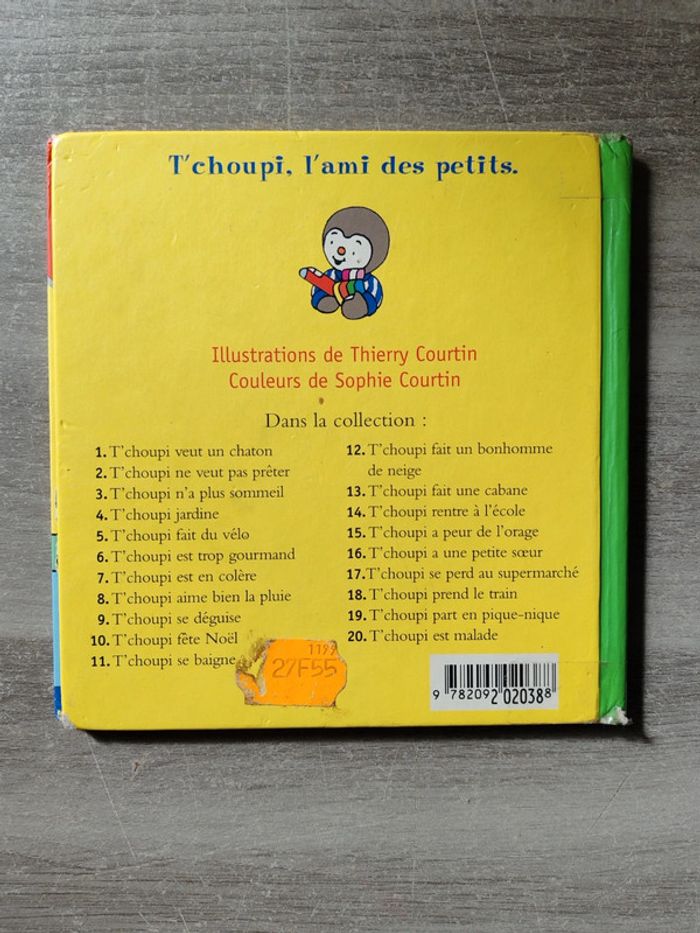 T'choupi, l'ami des petits.
Illustrations de Thierry Courtin
Couleurs de Sophie Courtin
Dans la collection :
1. T'choupi veut un chaton
2. T'choupi ne veut pas prêter
3. T'choupi n'a plus sommeil
4. T'choupi jardine
5. T'choupi fait du vélo
6. T'choupi est trop gourmand
7. T'choupi est en colère
8. T'choupi aime bien la pluie
9. T'choupi se déguise
10. T'choupi fête Noël
11. T'choupi se baigne
12. T'choupi fait un bonhomme
de neige
13. T'choupi fait une cabane
14. T'choupi rentre à l'école
15. T'choupi a peur de l'orage
16. T'choupi a une petite sœur
17. T'choupi se perd au supermarché
18. T'choupi prend le train
19. T'choupi part en pique-nique
20. T'choupi est malade
1199
27F55
9 782092 020388